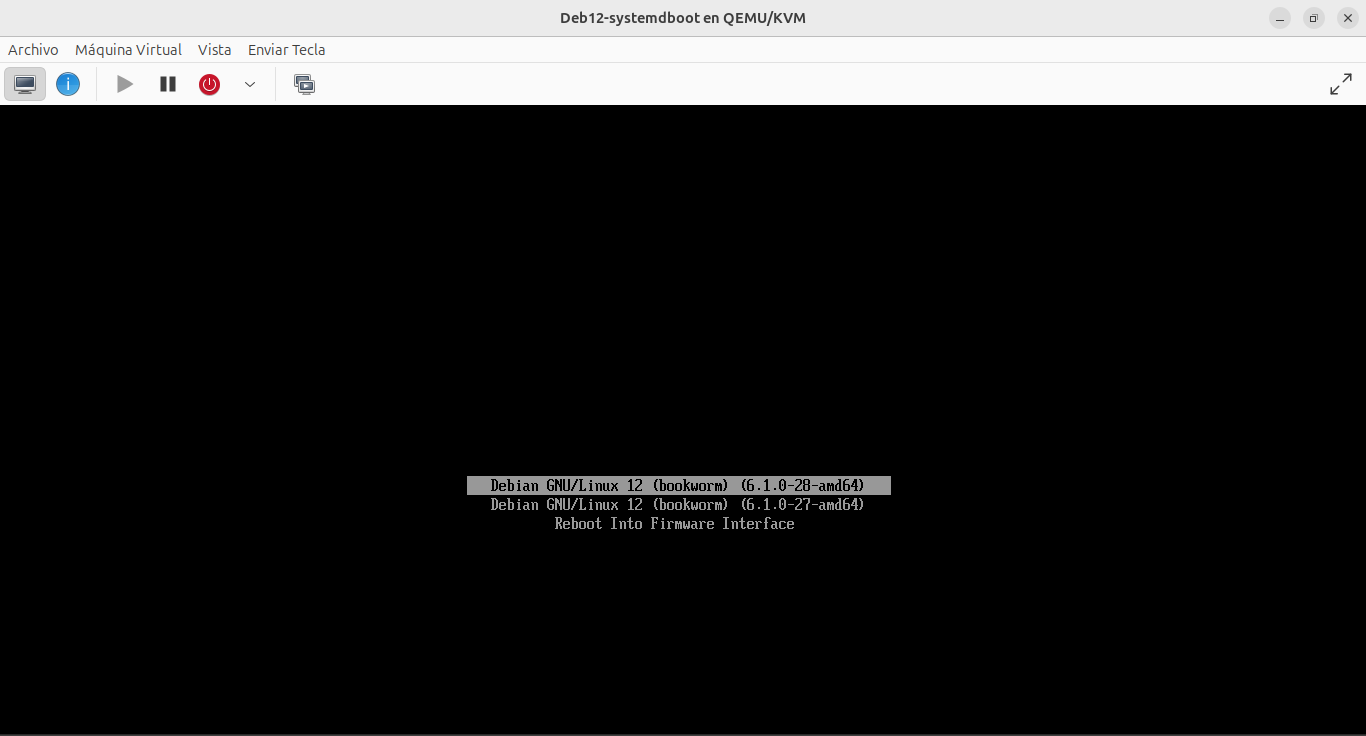 Deb12-systemdboot en QEMU/KVM
Archivo Máquina Virtual Vista Enviar Tecla
Debian GNU/Linux 12 (bookworm) (6.1.0-28-amd64)
Debian GNU/Linux 12 (bookworm) (6.1.0-27-amd64)
Reboot Into Firmware Interface